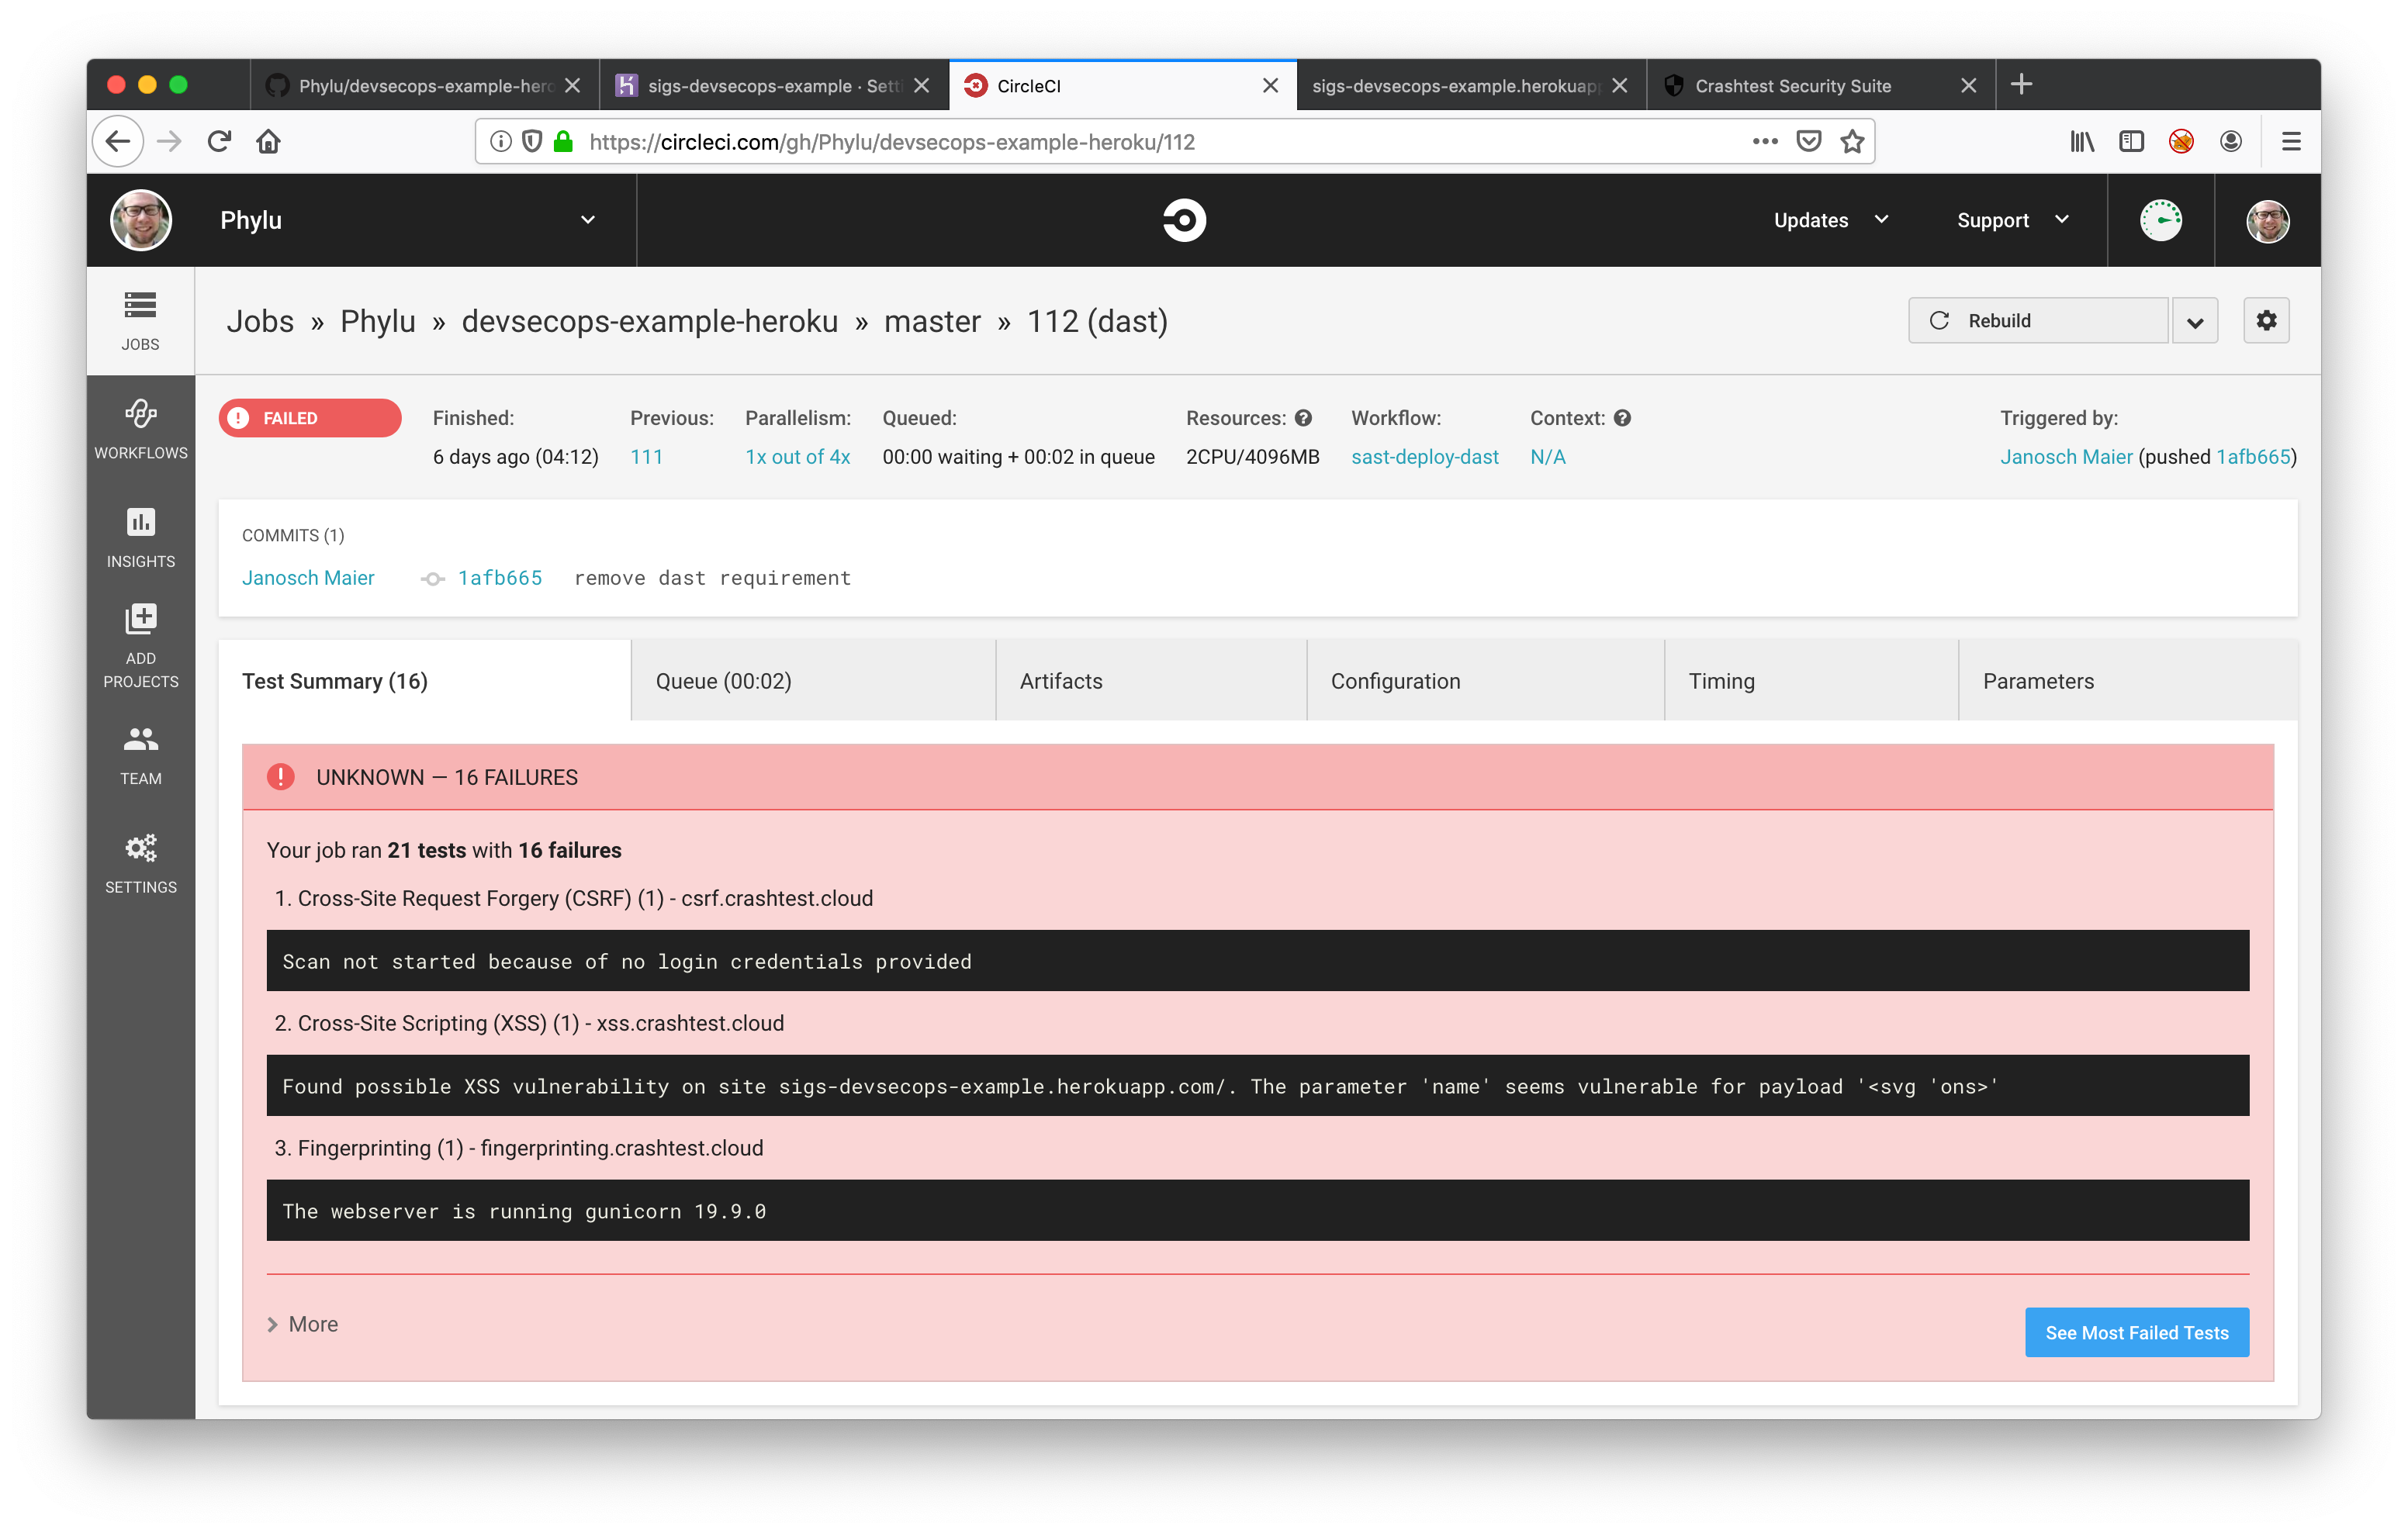 Phylu/devsecops-example-hero
sigs-devsecops-example · Sett
CircleCI
sigs-devsecops-example.herokuapp
Crashtest Security Suite
https://circleci.com/gh/Phylu/devsecops-example-heroku/112
Phylu
Updates
Support
JOBS
WORKFLOWS
INSIGHTS
ADD
PROJECTS
TEAM
SETTINGS
Jobs » Phylu » devsecops-example-heroku » master » 112 (dast)
Rebuild
FAILED
Finished:
6 days ago (04:12)
Previous:
111
Parallelism:
1x out of 4x
Queued:
00:00 waiting + 00:02 in queue
Resources:
2CPU/4096MB
Workflow:
sast-deploy-dast
Context:
N/A
Triggered by:
Janosch Maier (pushed 1afb665)
COMMITS (1)
Janosch Maier 1afb665 remove dast requirement
Test Summary (16)
Queue (00:02)
Artifacts
Configuration
Timing
Parameters
UNKNOWN — 16 FAILURES
Your job ran 21 tests with 16 failures
1. Cross-Site Request Forgery (CSRF) (1) - csrf.crashtest.cloud
Scan not started because of no login credentials provided
2. Cross-Site Scripting (XSS) (1) - xss.crashtest.cloud
Found possible XSS vulnerability on site sigs-devsecops-example.herokuapp.com/. The parameter 'name' seems vulnerable for payload '<svg 'ons>'
3. Fingerprinting (1) - fingerprinting.crashtest.cloud
The webserver is running gunicorn 19.9.0
More
See Most Failed Tests